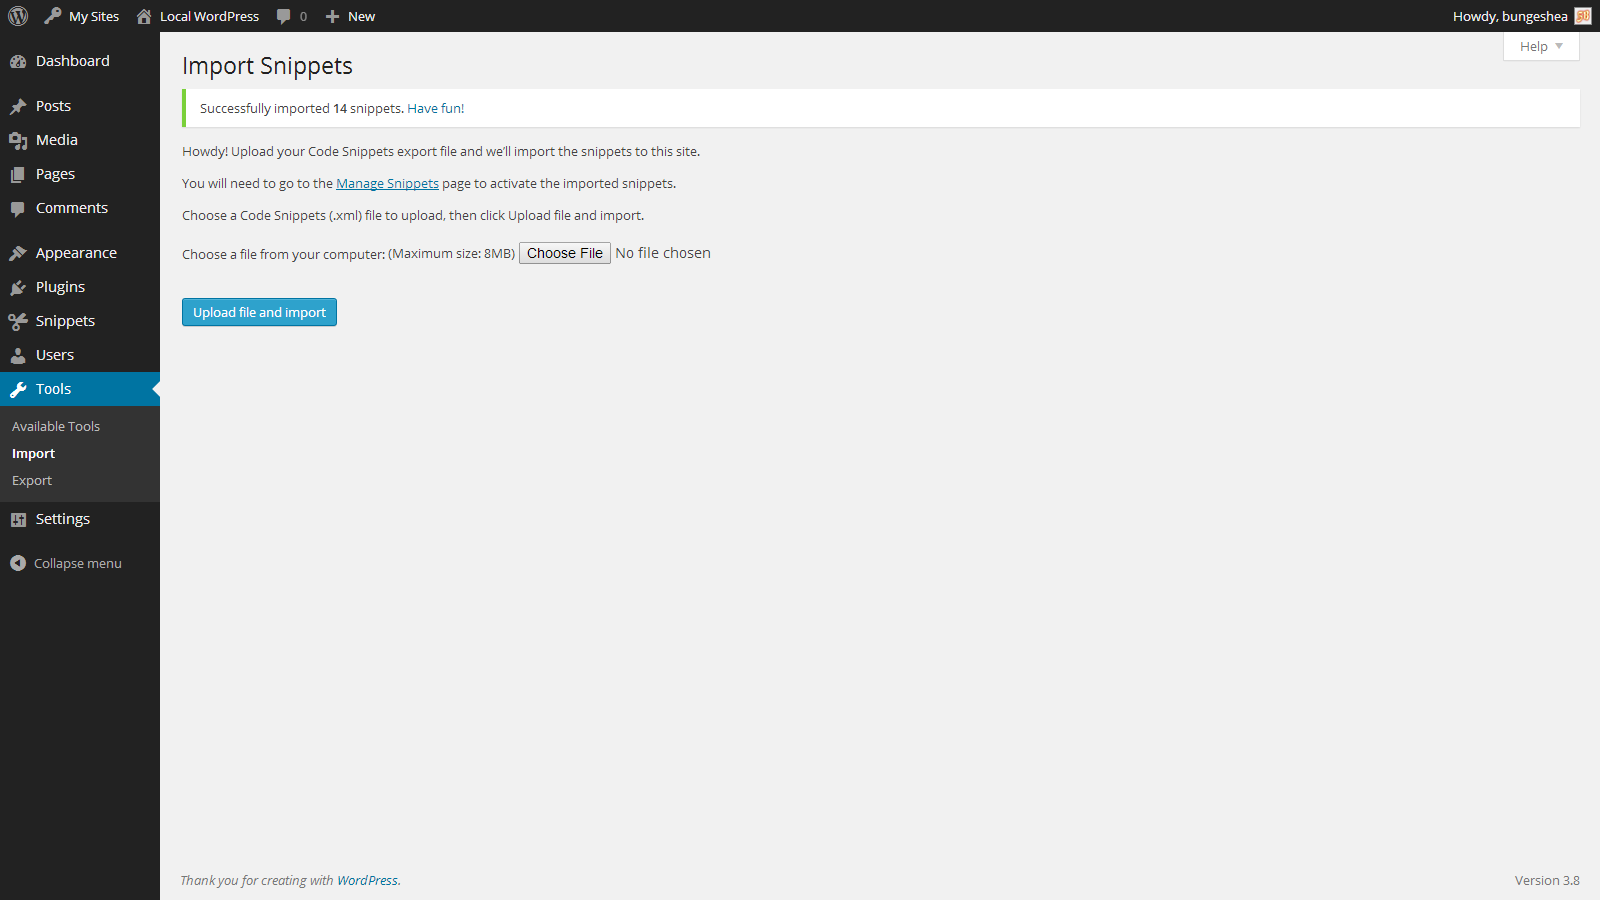 My Sites Local WordPress 0 New Howdy, bungeshea
Help
Dashboard
Posts
Media
Pages
Comments
Appearance
Plugins
Snippets
Users
Tools
Available Tools
Import
Export
Settings
Collapse menu
Import Snippets
Successfully imported 14 snippets. Have fun!
Howdy! Upload your Code Snippets export file and we’ll import the snippets to this site.
You will need to go to the Manage Snippets page to activate the imported snippets.
Choose a Code Snippets (.xml) file to upload, then click Upload file and import.
Choose a file from your computer: (Maximum size: 8MB) Choose File No file chosen
Upload file and import
Thank you for creating with WordPress. Version 3.8